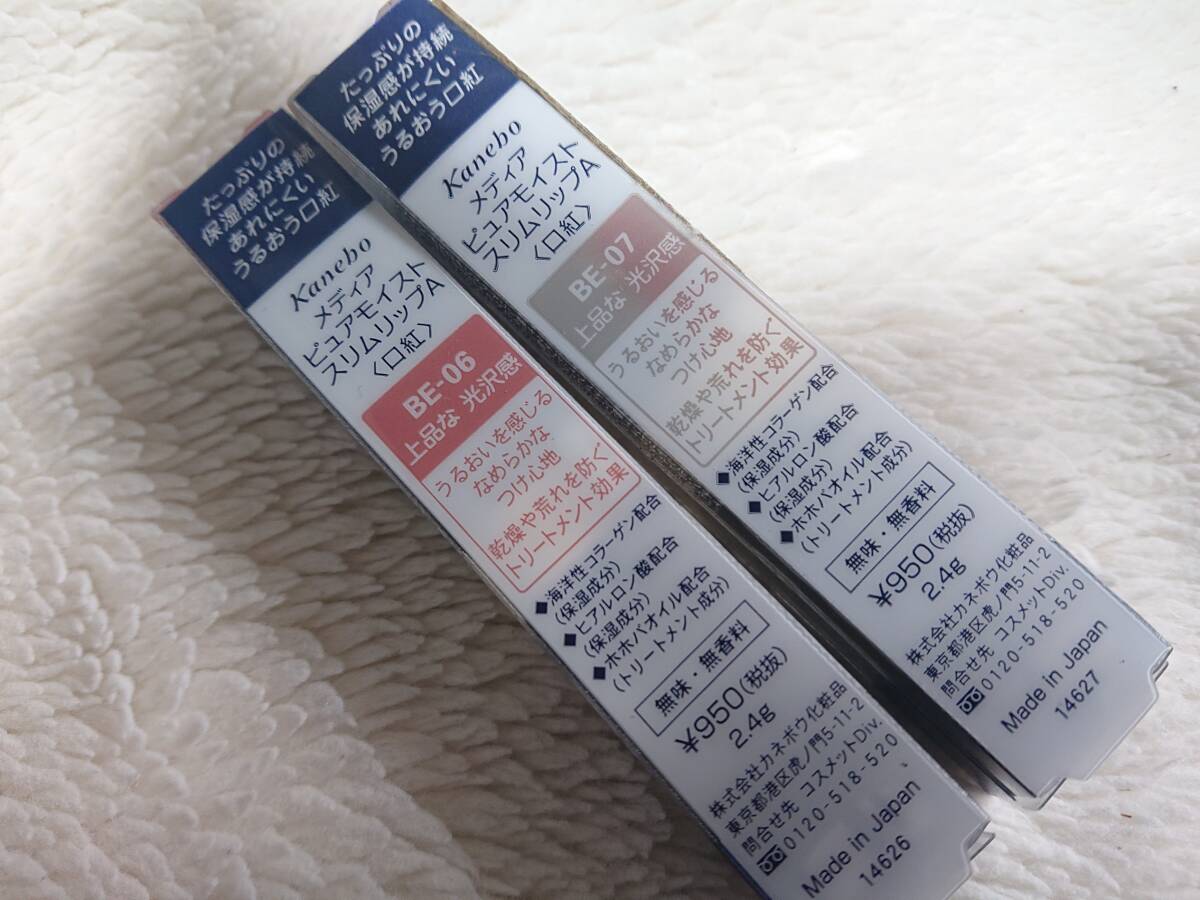 たっぷりの
保湿感が持続
あれにくい
うるおう口紅
Kanebo
メディア
ピュアモイスト
スリムリップA
〈口紅〉
BE-06
上品な 光沢感
うるおいを感じる
なめらかな
つけ心地
乾燥や荒れを防ぐ
トリートメント効果
◆海洋性コラーゲン配合
(保湿成分)
◆ヒアルロン酸配合
(保湿成分)
◆ホホバオイル配合
(トリートメント成分)
無味・無香料
¥950(税抜)
2.4g
株式会社カネボウ化粧品
東京都港区虎ノ門5-11-2
問合せ先 コスメットDiv.
0120-518-520
Made in Japan
14626
たっぷりの
保湿感が持続
あれにくい
うるおう口紅
Kanebo
メディア
ピュアモイスト
スリムリップA
〈口紅〉
BE-07
上品な 光沢感
うるおいを感じる
なめらかな
つけ心地
乾燥や荒れを防ぐ
トリートメント効果
◆海洋性コラーゲン配合
(保湿成分)
◆ヒアルロン酸配合
(保湿成分)
◆ホホバオイル配合
(トリートメント成分)
無味・無香料
¥950(税抜)
2.4g
株式会社カネボウ化粧品
東京都港区虎ノ門5-11-2
問合せ先 コスメットDiv.
0120-518-520
Made in Japan
14627